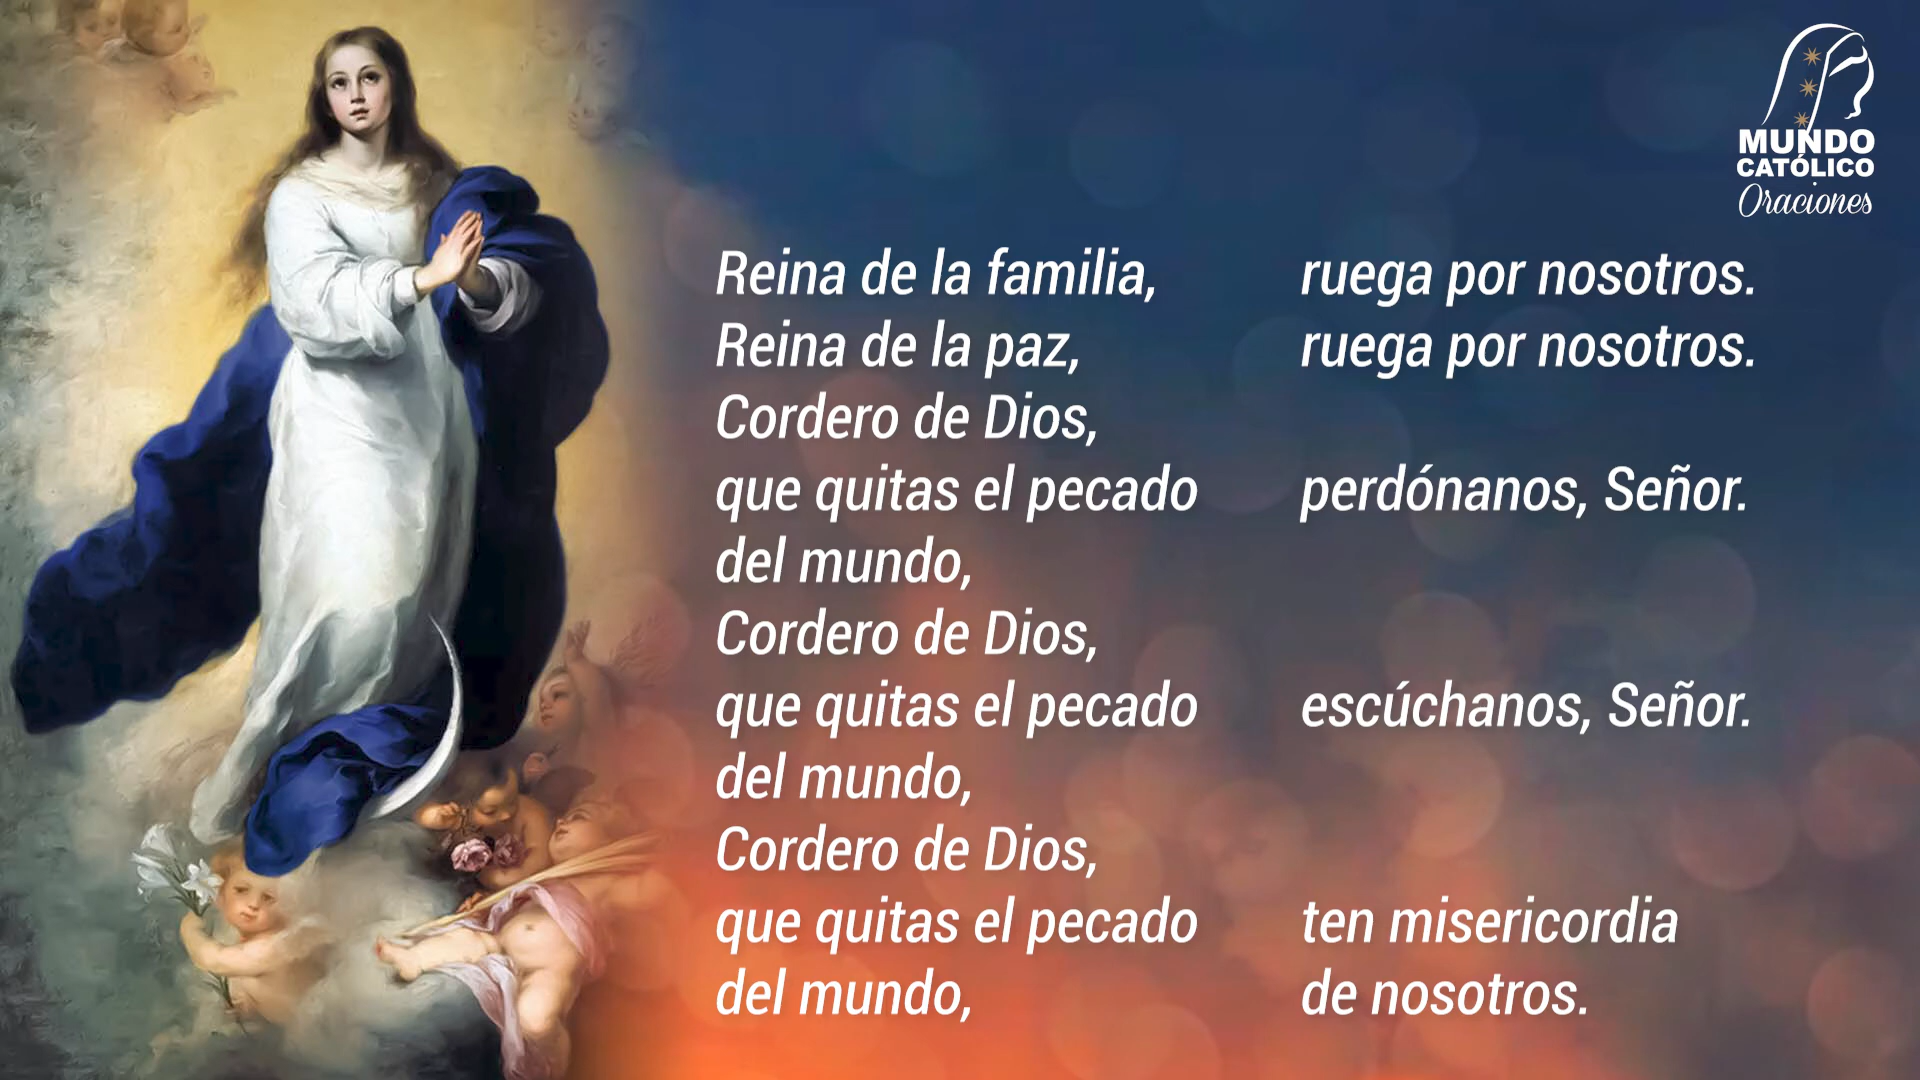 MUNDO
CATÓLICO
Oraciones
Reina de la familia, ruega por nosotros.
Reina de la paz, ruega por nosotros.
Cordero de Dios,
que quitas el pecado perdónanos, Señor.
del mundo,
Cordero de Dios,
que quitas el pecado escúchanos, Señor.
del mundo,
Cordero de Dios,
que quitas el pecado ten misericordia
del mundo, de nosotros.